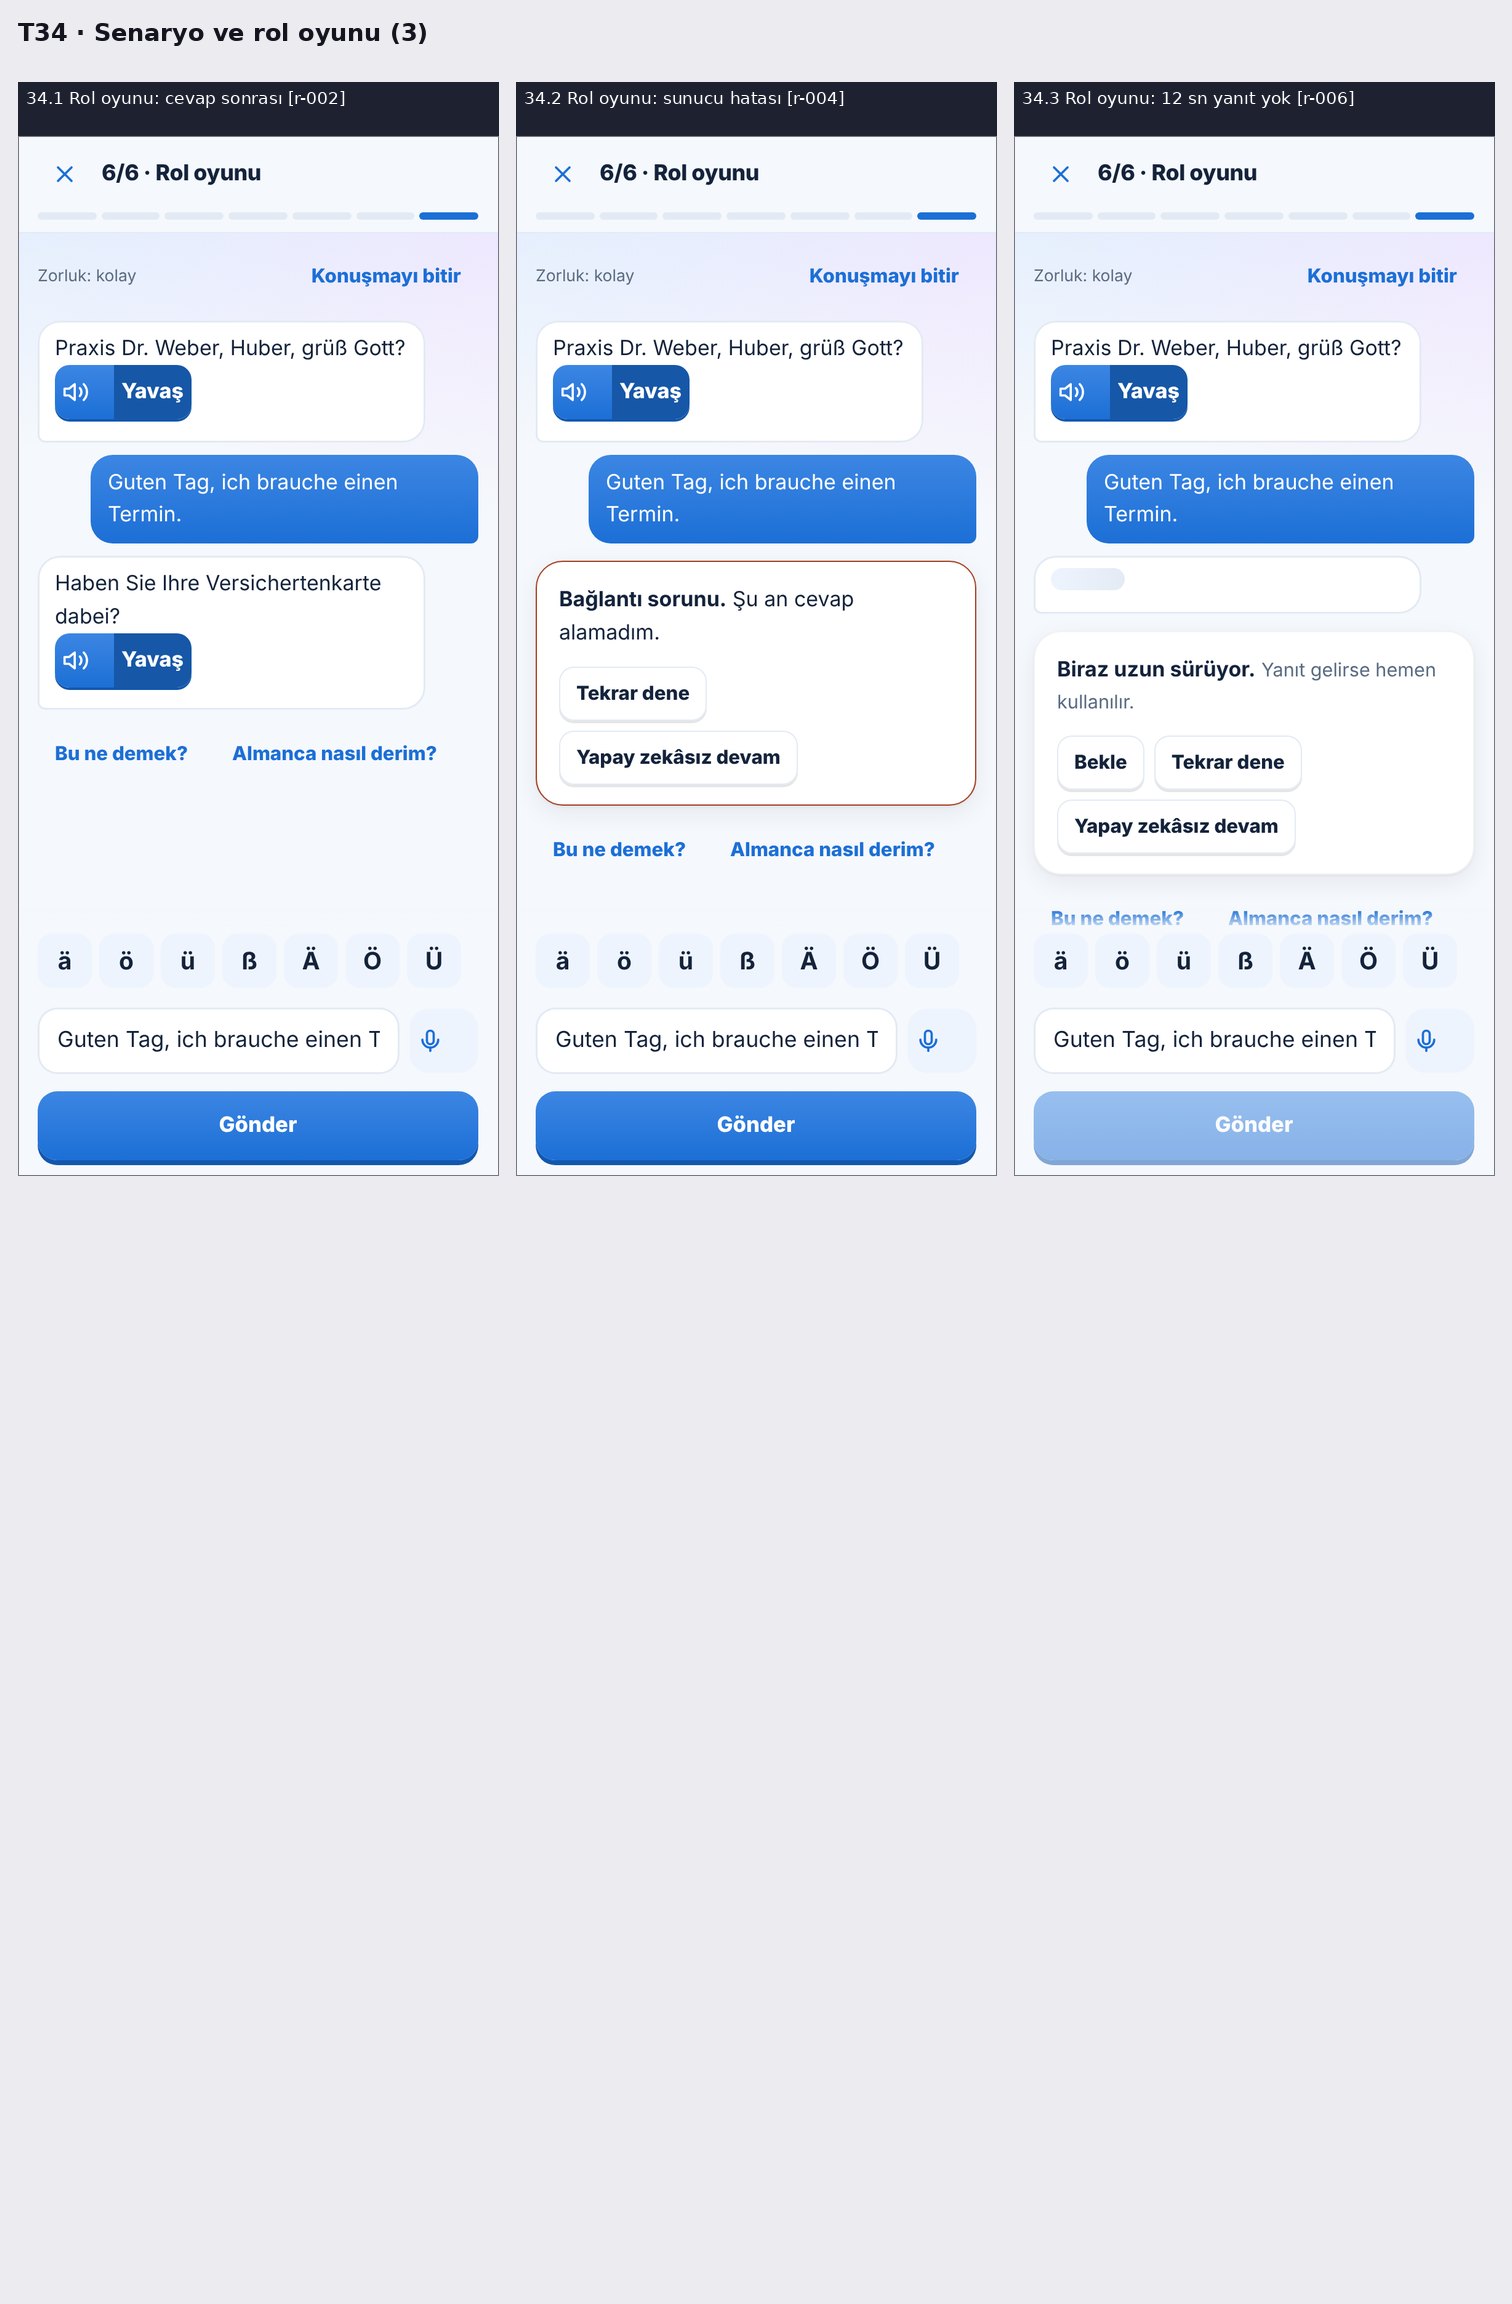 T34 · Senaryo ve rol oyunu (3)
34.1 Rol oyunu: cevap sonrası [r-002]
6/6 · Rol oyunu
Zorluk: kolay
Konuşmayı bitir
Praxis Dr. Weber, Huber, grüß Gott?
Yavaş
Guten Tag, ich brauche einen
Termin.
Haben Sie Ihre Versichertenkarte
dabei?
Yavaş
Bu ne demek?
Almanca nasıl derim?
ä ö ü ß Ä Ö Ü
Guten Tag, ich brauche einen T
Gönder
34.2 Rol oyunu: sunucu hatası [r-004]
6/6 · Rol oyunu
Zorluk: kolay
Konuşmayı bitir
Praxis Dr. Weber, Huber, grüß Gott?
Yavaş
Guten Tag, ich brauche einen
Termin.
Bağlantı sorunu. Şu an cevap
alamadım.
Tekrar dene
Yapay zekâsız devam
Bu ne demek?
Almanca nasıl derim?
ä ö ü ß Ä Ö Ü
Guten Tag, ich brauche einen T
Gönder
34.3 Rol oyunu: 12 sn yanıt yok [r-006]
6/6 · Rol oyunu
Zorluk: kolay
Konuşmayı bitir
Praxis Dr. Weber, Huber, grüß Gott?
Yavaş
Guten Tag, ich brauche einen
Termin.
Biraz uzun sürüyor. Yanıt gelirse hemen
kullanılır.
Bekle
Tekrar dene
Yapay zekâsız devam
Bu ne demek?
Almanca nasıl derim?
ä ö ü ß Ä Ö Ü
Guten Tag, ich brauche einen T
Gönder